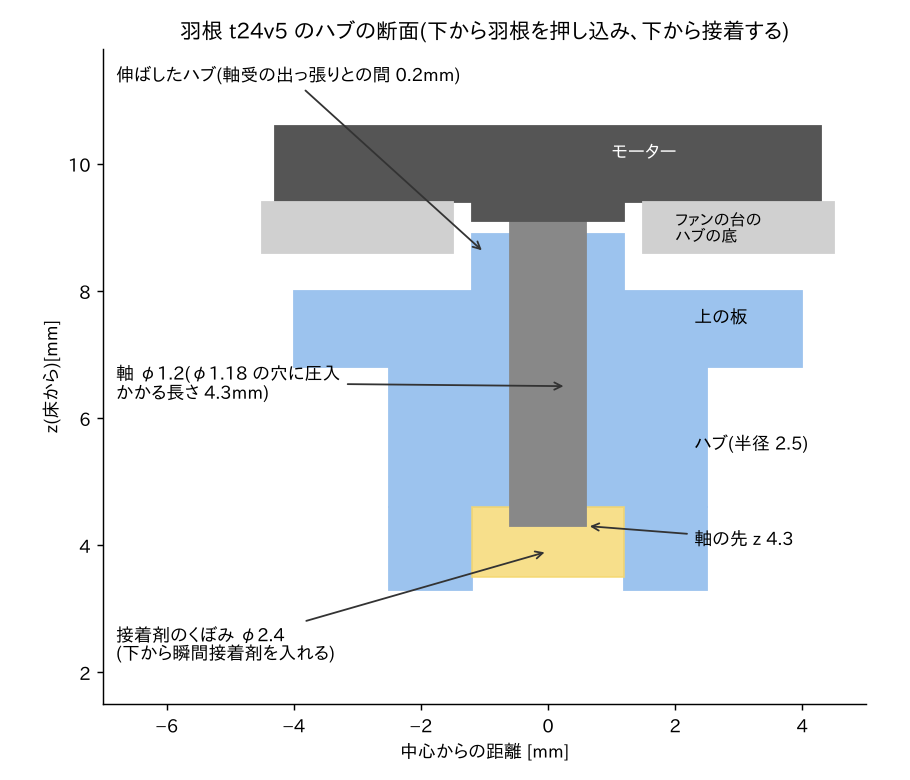 羽根 t24v5 のハブの断面(下から羽根を押し込み、下から接着する)
伸ばしたハブ(軸受の出っ張りとの間 0.2mm)
モーター
ファンの台の
ハブの底
上の板
軸 φ1.2(φ1.18 の穴に圧入
かかる長さ 4.3mm)
ハブ(半径 2.5)
軸の先 z 4.3
接着剤のくぼみ φ2.4
(下から瞬間接着剤を入れる)
z(床から)[mm]
10
8
6
4
2
−6
−4
−2
0
2
4
中心からの距離 [mm]